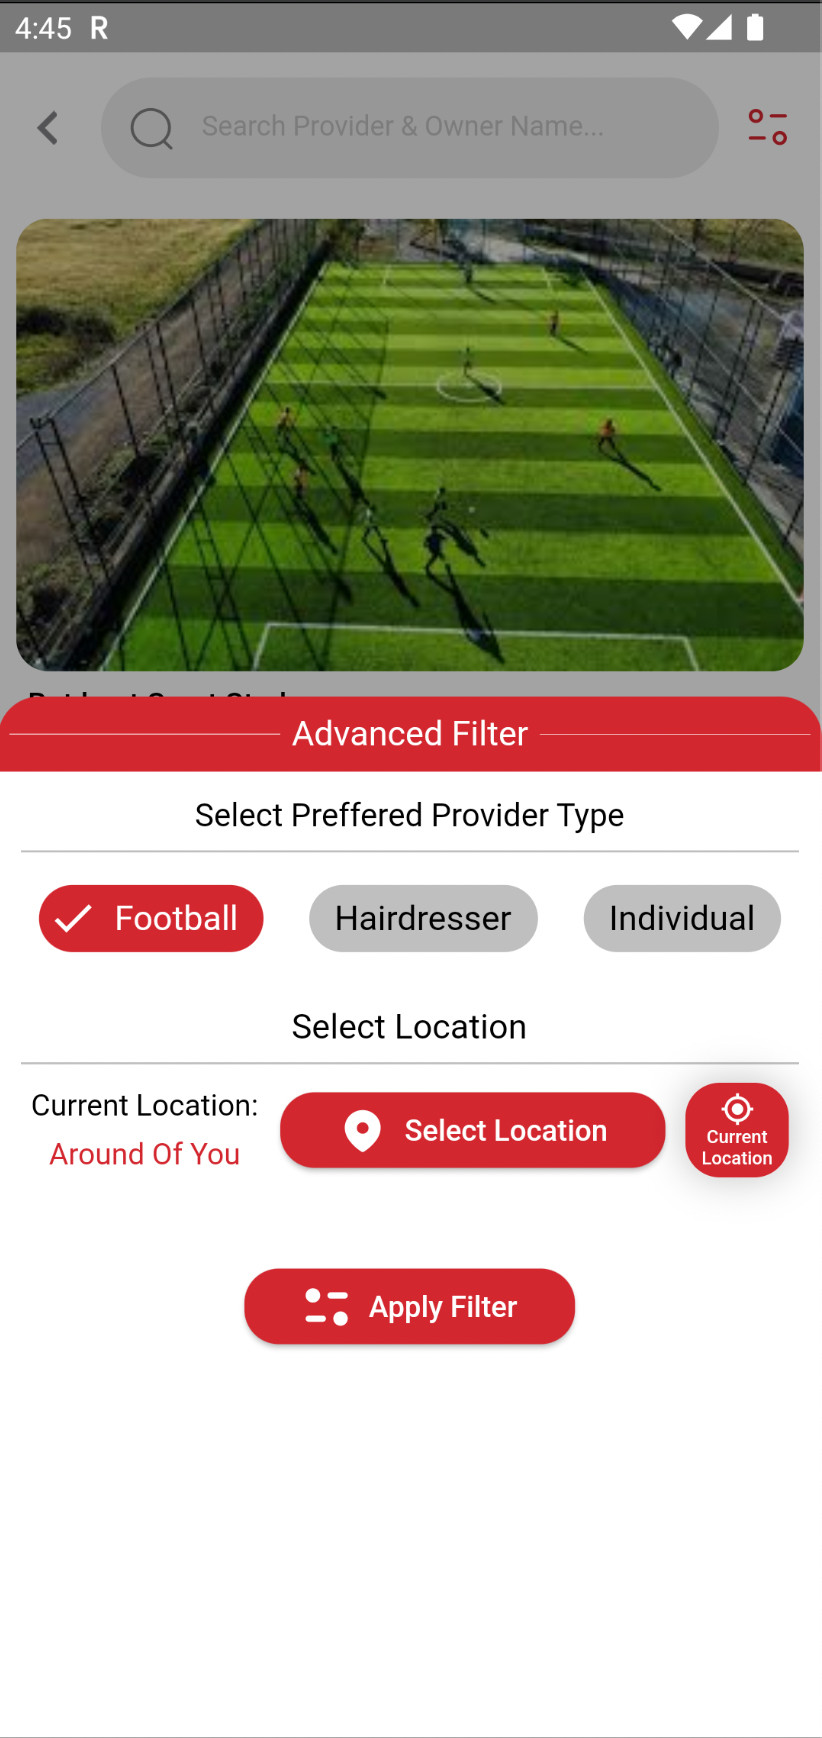 4:45 R
Search Provider & Owner Name...
Advanced Filter
Select Preffered Provider Type
Football Hairdresser Individual
Select Location
Current Location:
Around Of You
Select Location
Current
Location
Apply Filter